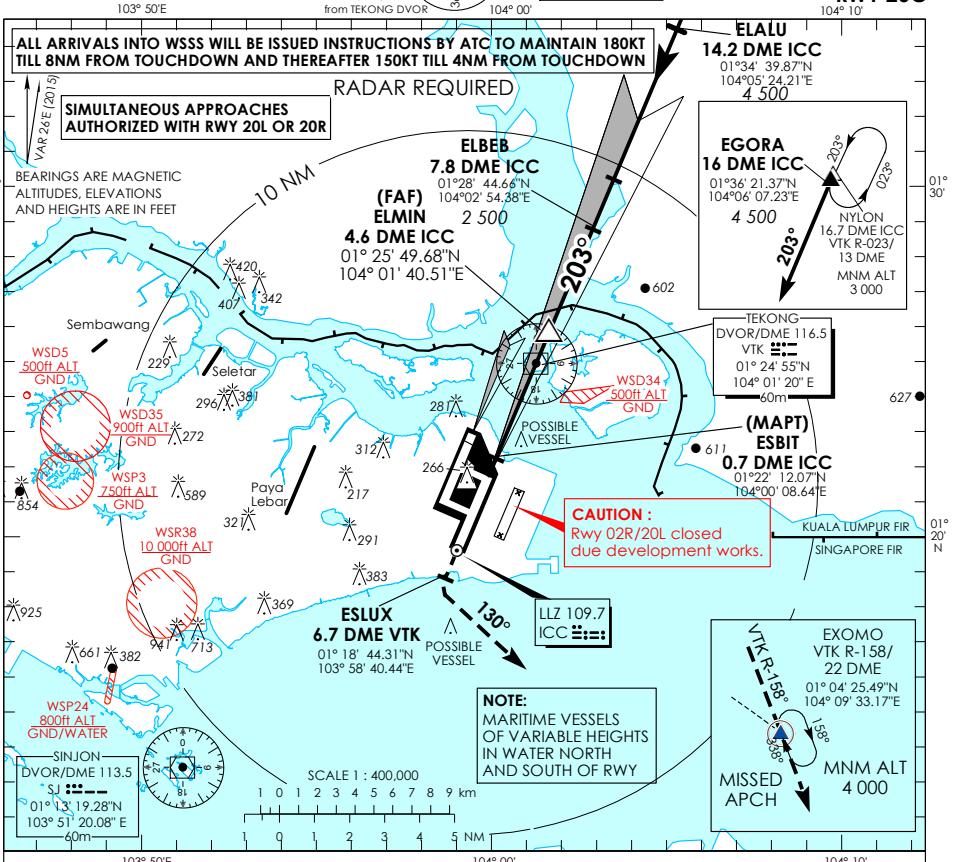 103° 50'E
from TEKONG DVOR
104° 00'
104° 10'
ALL ARRIVALS INTO WSSS WILL BE ISSUED INSTRUCTIONS BY ATC TO MAINTAIN 180KT
TILL 8NM FROM TOUCHDOWN AND THEREAFTER 150KT TILL 4NM FROM TOUCHDOWN
RADAR REQUIRED
VAR 26'E (2015)
SIMULTANEOUS APPROACHES
AUTHORIZED WITH RWY 20L OR 20R
BEARINGS ARE MAGNETIC
ALTITUDES, ELEVATIONS
AND HEIGHTS ARE IN FEET
10 NM
ELALU
14.2 DME ICC
01°34' 39.87"N
104°05' 24.21"E
4 500
ELBEB
7.8 DME ICC
01°28' 44.66"N
104°02' 54.38"E
2 500
(FAF)
ELMIN
4.6 DME ICC
01° 25' 49.68"N
104° 01' 40.51"E
203°
EGORA
16 DME ICC
01°36' 21.37"N
104°06' 07.23"E
4 500
203°
023°
203°
NYLON
16.7 DME ICC
VTK R-023/
13 DME
MNM ALT
3 000
01°
30'
420
407
342
602
Sembawang
229
Seletar
296
381
TEKONG
DVOR/DME 116.5
VTK
01° 24' 55"N
104° 01' 20" E
60m
27
9
18
WSD5
500ft ALT
GND
WSD35
900ft ALT
GND
WSD34
500ft ALT
GND
627
281
POSSIBLE
VESSEL
(MAPT)
ESBIT
0.7 DME ICC
01°22' 12.07"N
104°00' 08.64"E
611
272
312
266
WSP3
750ft ALT
GND
854
589
Paya
Lebar
217
321
291
WSR38
10 000ft ALT
GND
CAUTION :
Rwy 02R/20L closed
due development works.
KUALA LUMPUR FIR
SINGAPORE FIR
01°
20'
N
383
369
925
941
713
661
382
ESLUX
6.7 DME VTK
01° 18' 44.31"N
103° 58' 40.44"E
130°
POSSIBLE
VESSEL
LLZ 109.7
ICC
WSP24
800ft ALT
GND/WATER
NOTE:
MARITIME VESSELS
OF VARIABLE HEIGHTS
IN WATER NORTH
AND SOUTH OF RWY
VTK R-158°
EXOMO
VTK R-158/
22 DME
01° 04' 25.49"N
104° 09' 33.17"E
158°
338°
MISSED
APCH
MNM ALT
4 000
SINJON
DVOR/DME 113.5
SJ
01° 13' 19.28"N
103° 51' 20.08" E
60m
0
27
9
18
SCALE 1 : 400,000
1 0 1 2 3 4 5 6 7 8 9 km
1 0 1 2 3 4 5 NM
103° 50'E
104° 00'
104° 10'